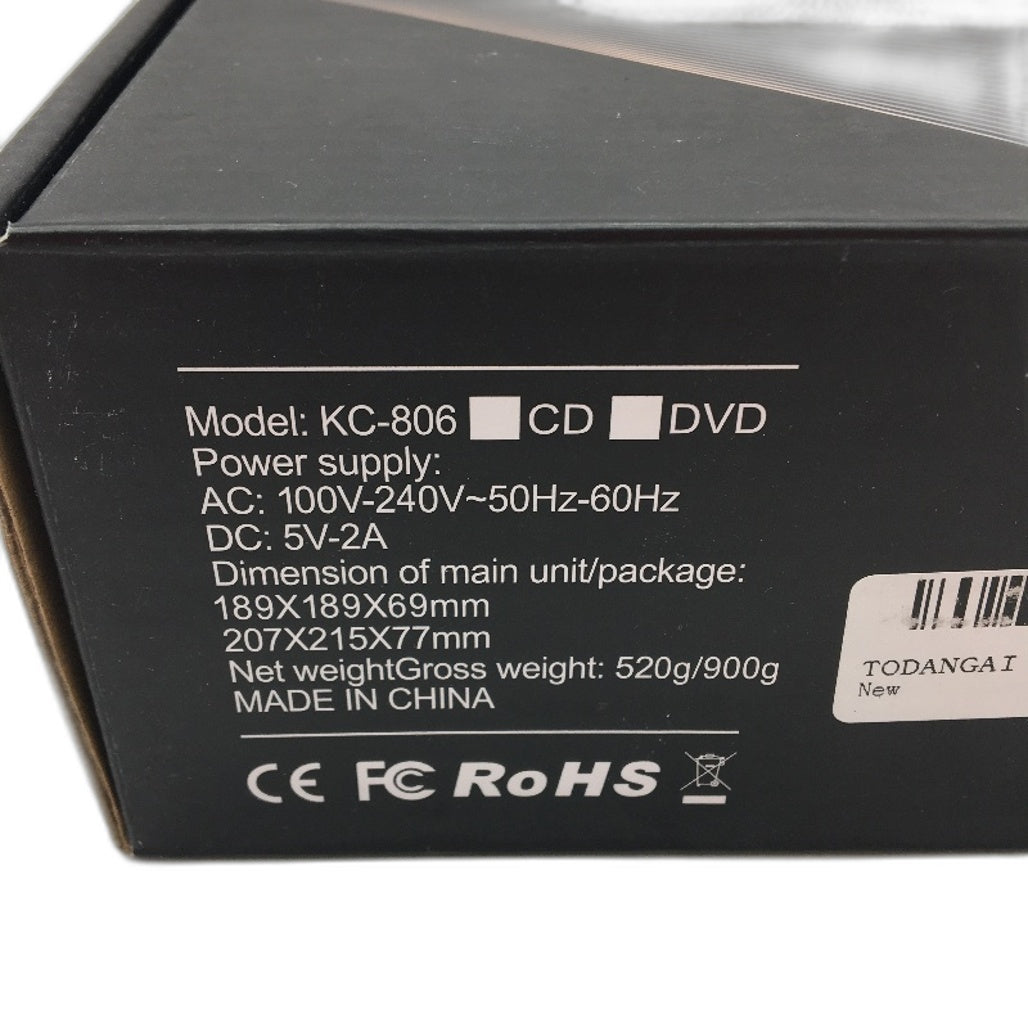 Model: KC-806 CD DVD
Power supply:
AC: 100V-240V~50Hz-60Hz
DC: 5V-2A
Dimension of main unit/package:
189X189X69mm
207X215X77mm
Net weightGross weight: 520g/900g
MADE IN CHINA
CE FC RoHS
TODANGAI
New